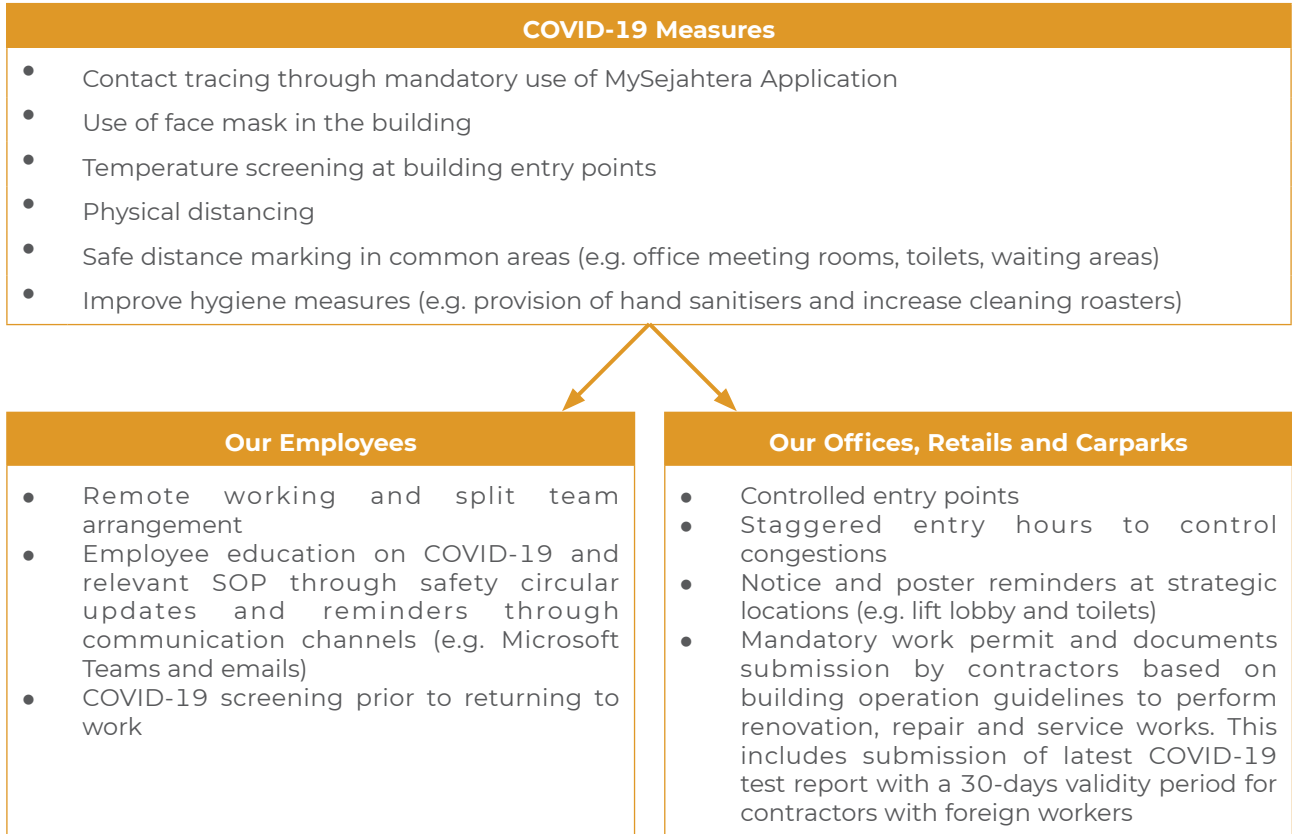 COVID-19 Measures
● Contact tracing through mandatory use of MySejahtera Application
● Use of face mask in the building
● Temperature screening at building entry points
● Physical distancing
● Safe distance marking in common areas (e.g. office meeting rooms, toilets, waiting areas)
● Improve hygiene measures (e.g. provision of hand sanitisers and increase cleaning roasters)
Our Employees
● Remote working and split team
arrangement
● Employee education on COVID-19 and
relevant SOP through safety circular
updates and reminders through
communication channels (e.g. Microsoft
Teams and emails)
● COVID-19 screening prior to returning to
work
Our Offices, Retails and Carparks
● Controlled entry points
● Staggered entry hours to control
congestions
● Notice and poster reminders at strategic
locations (e.g. lift lobby and toilets)
● Mandatory work permit and documents
submission by contractors based on
building operation guidelines to perform
renovation, repair and service works. This
includes submission of latest COVID-19
test report with a 30-days validity period for
contractors with foreign workers